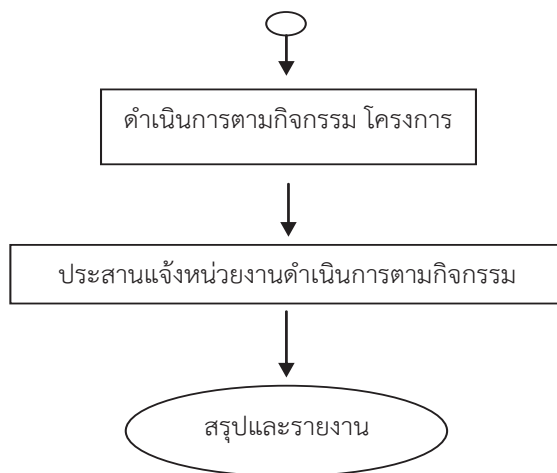 ดำเนินการตามกิจกรรม โครงการ
ประสานแจ้งหน่วยงานดำเนินการตามกิจกรรม
สรุปและรายงาน